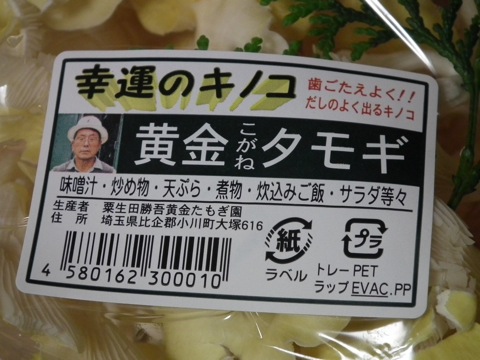 幸運のキノコ
歯ごたえよく!!
だしのよく出るキノコ
黄金タモギ
こがね
味噌汁・炒め物・天ぷら・煮物・炊込みご飯・サラダ等々
生産者 粟生田勝吾黄金たもぎ園
住所 埼玉県比企郡小川町大塚616
4 580162 300010
紙
ラベル
プラ
トレー PET
ラップ EVAC.PP